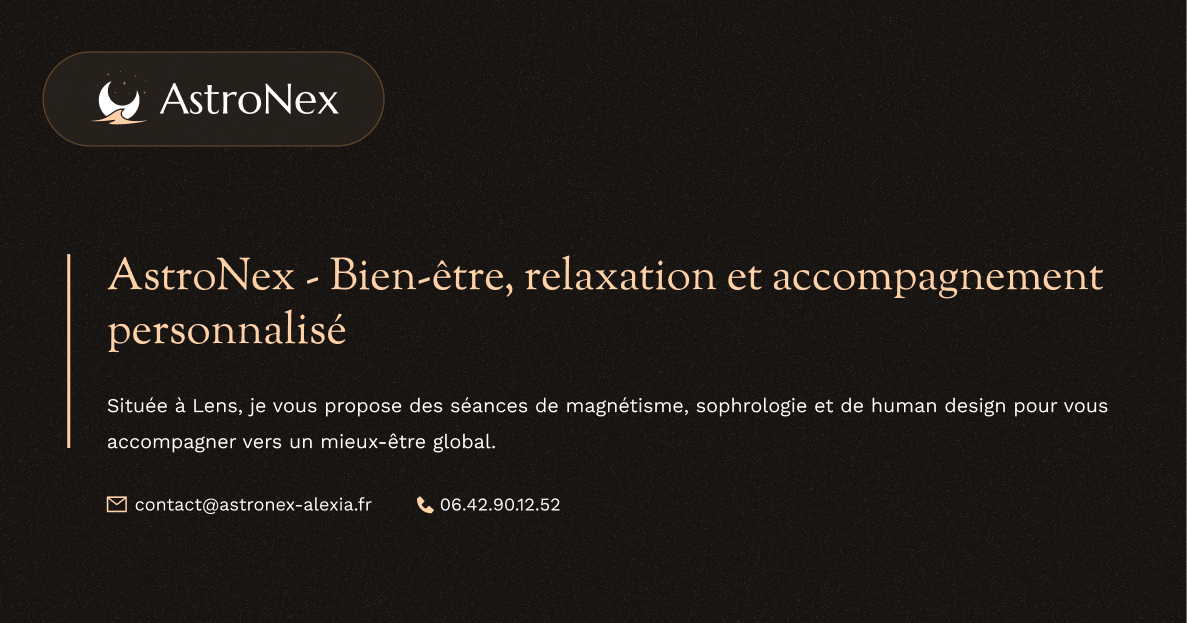 AstroNex
AstroNex - Bien-être, relaxation et accompagnement
personnalisé
Située à Lens, je vous propose des séances de magnétisme, sophrologie et de human design pour vous
accompagner vers un mieux-être global.
contact@astronex-alexia.fr 06.42.90.12.52